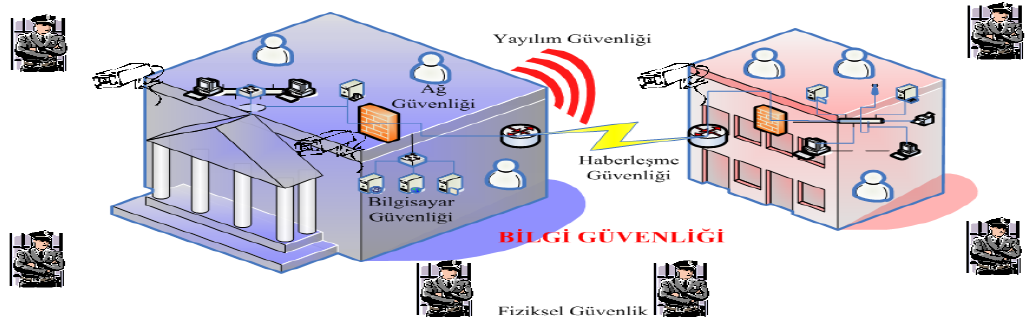 Yayılım Güvenliği
Ağ
Güvenliği
Haberleşme
Güvenliği
Bilgisayar
Güvenliği
BİLGİ GÜVENLİĞİ
Fiziksel Güvenlik